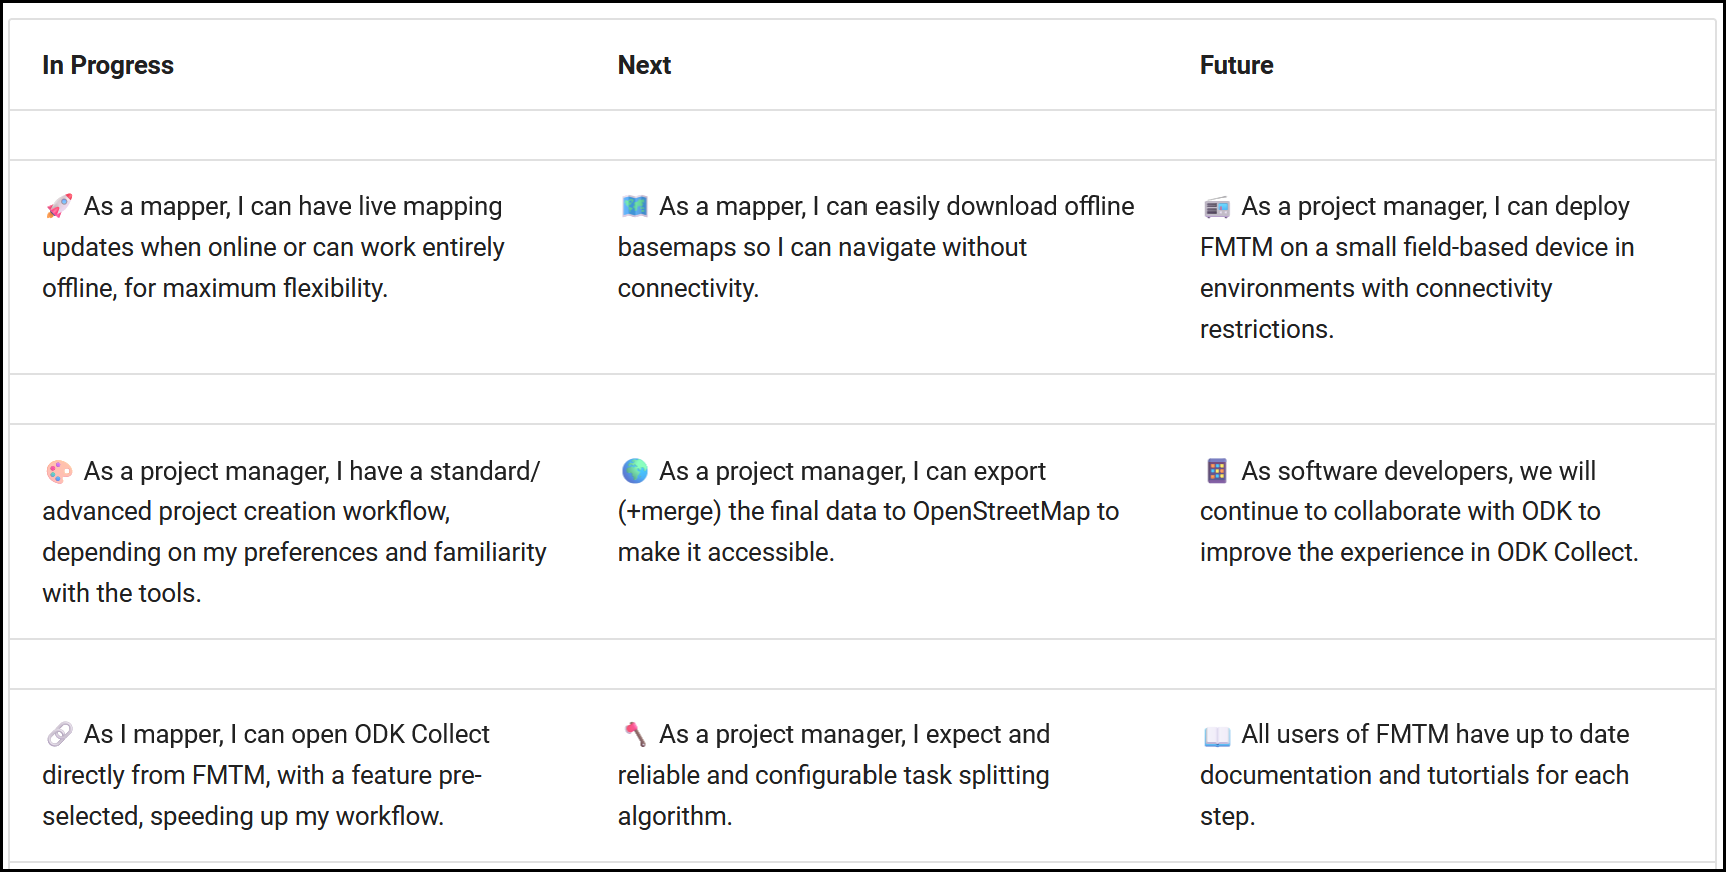 In Progress
Next
Future
🚀 As a mapper, I can have live mapping
updates when online or can work entirely
offline, for maximum flexibility.
🗺️ As a mapper, I can easily download offline
basemaps so I can navigate without
connectivity.
📻 As a project manager, I can deploy
FMTM on a small field-based device in
environments with connectivity
restrictions.
🎨 As a project manager, I have a standard/
advanced project creation workflow,
depending on my preferences and familiarity
with the tools.
🌍 As a project manager, I can export
(+merge) the final data to OpenStreetMap to
make it accessible.
📱 As software developers, we will
continue to collaborate with ODK to
improve the experience in ODK Collect.
🔗 As I mapper, I can open ODK Collect
directly from FMTM, with a feature pre-
selected, speeding up my workflow.
🪓 As a project manager, I expect and
reliable and configurable task splitting
algorithm.
📖 All users of FMTM have up to date
documentation and tutortials for each
step.